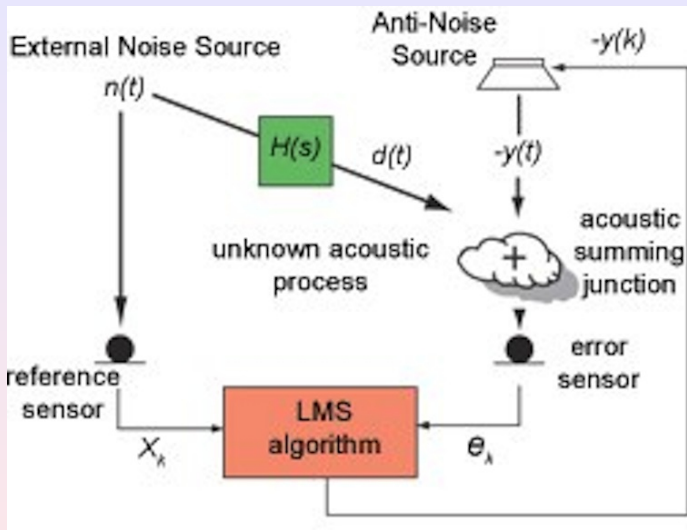 External Noise Source
n(t)
Anti-Noise
Source
-y(k)
H(s)
d(t)
-y(t)
unknown acoustic
process
+
acoustic
summing
junction
reference
sensor
error
sensor
LMS
algorithm
Xk
ek